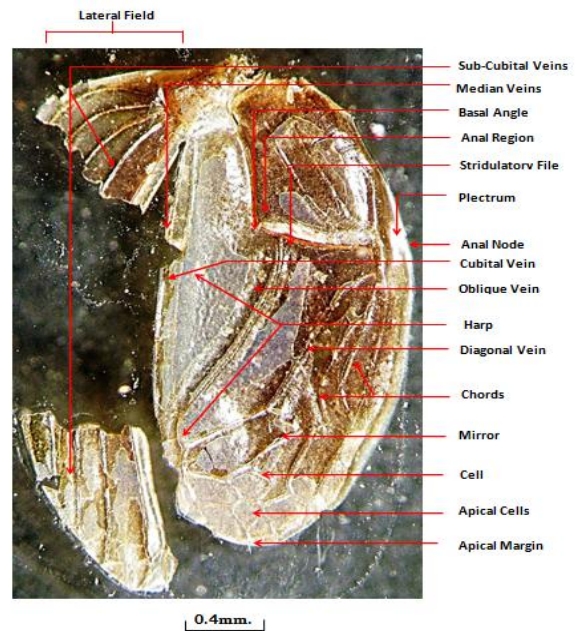 Lateral Field
Sub-Cubital Veins
Median Veins
Basal Angle
Anal Region
Stridulatory File
Plectrum
Anal Node
Cubital Vein
Oblique Vein
Harp
Diagonal Vein
Chords
Mirror
Cell
Apical Cells
Apical Margin
0.4mm.